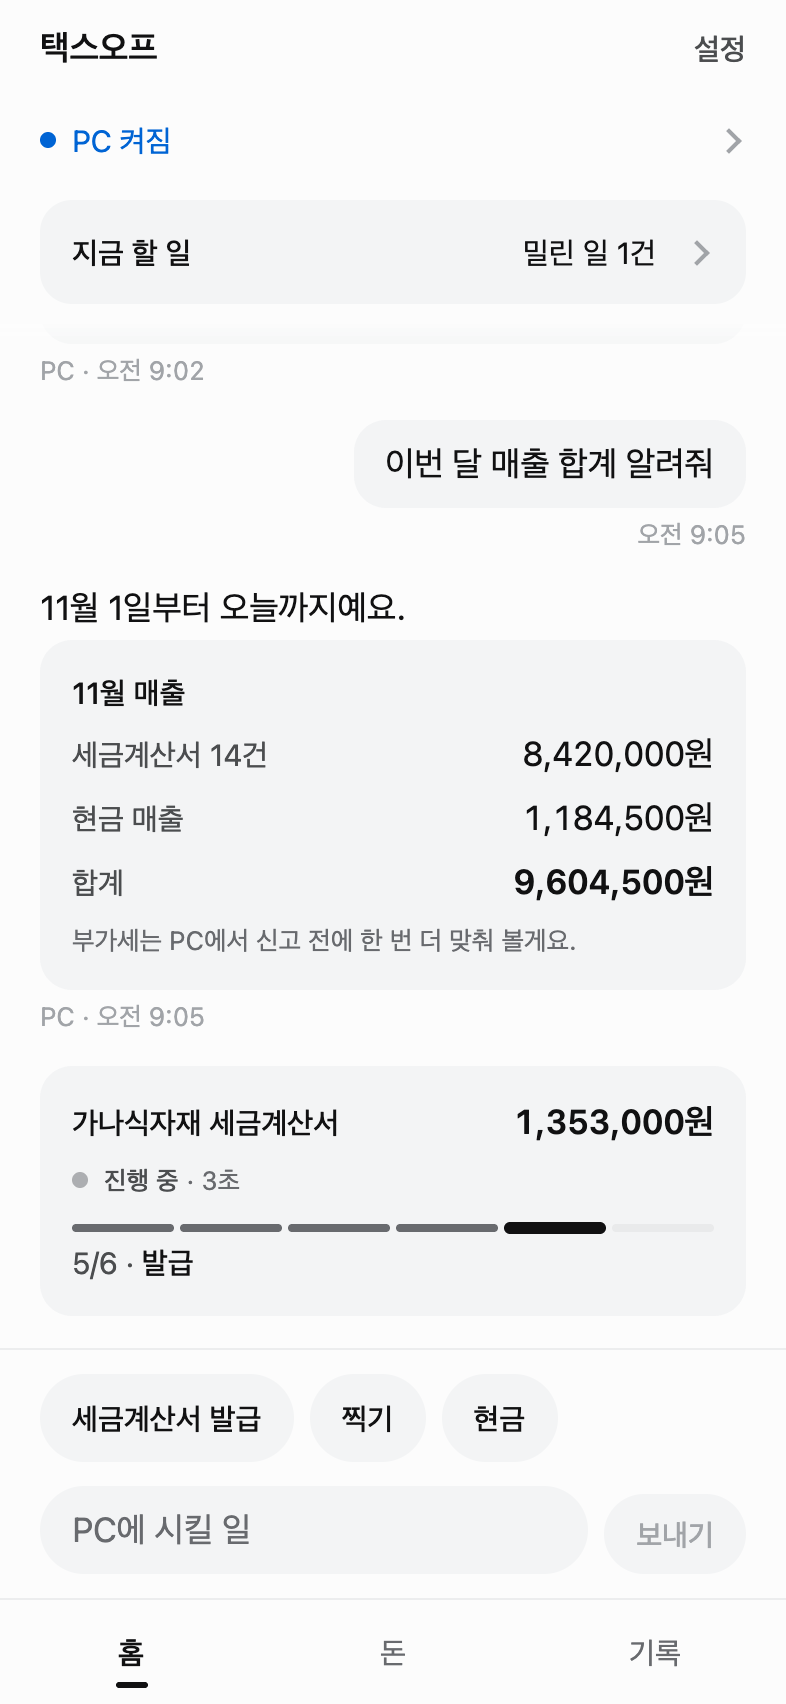 택스오프
설정
PC 켜짐
지금 할 일
밀린 일 1건
PC · 오전 9:02
이번 달 매출 합계 알려줘
오전 9:05
11월 1일부터 오늘까지예요.
11월 매출
세금계산서 14건 8,420,000원
현금 매출 1,184,500원
합계 9,604,500원
부가세는 PC에서 신고 전에 한 번 더 맞춰 볼게요.
PC · 오전 9:05
가나식자재 세금계산서 1,353,000원
진행 중 · 3초
5/6 · 발급
세금계산서 발급 찍기 현금
PC에 시킬 일 보내기
홈 돈 기록